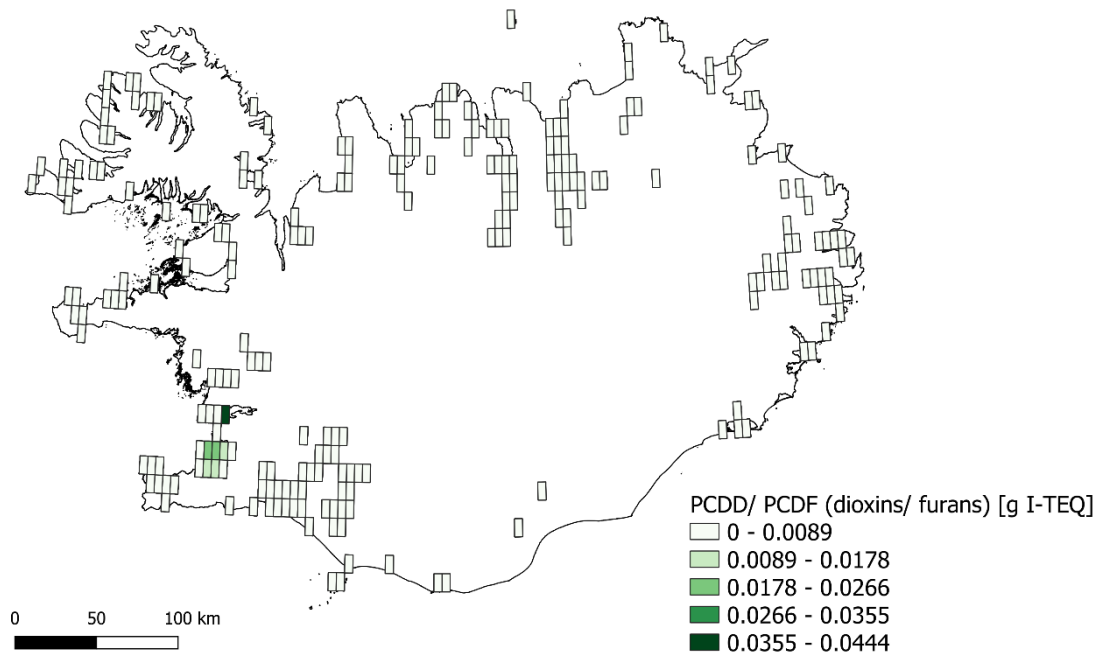 PCDD/ PCDF (dioxins/ furans) [g I-TEQ]
0 - 0.0089
0.0089 - 0.0178
0.0178 - 0.0266
0.0266 - 0.0355
0.0355 - 0.0444
0 50 100 km